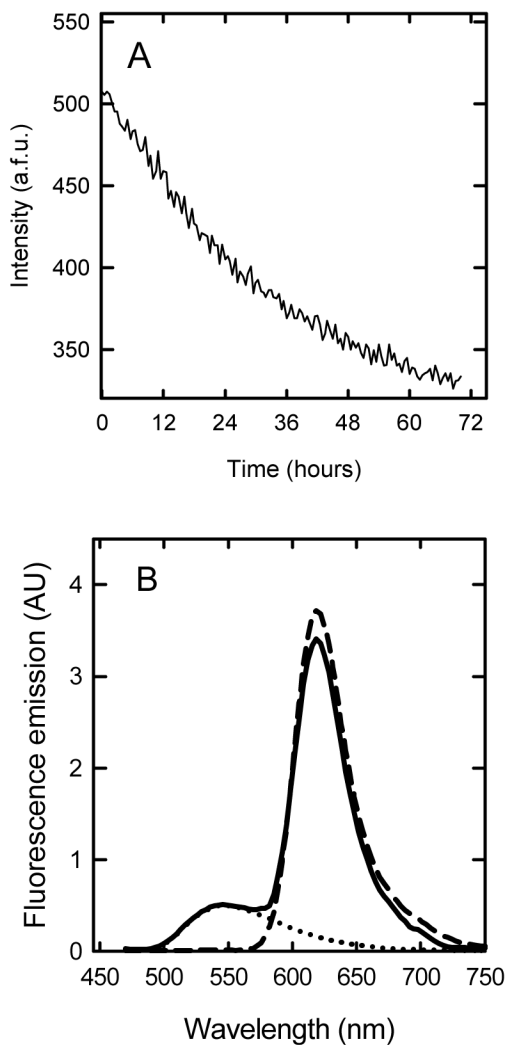 A
550
500
450
400
350
Intensity (a.f.u.)
0 12 24 36 48 60 72
Time (hours)
B
4
3
2
1
0
Fluorescence emission (AU)
450 500 550 600 650 700 750
Wavelength (nm)